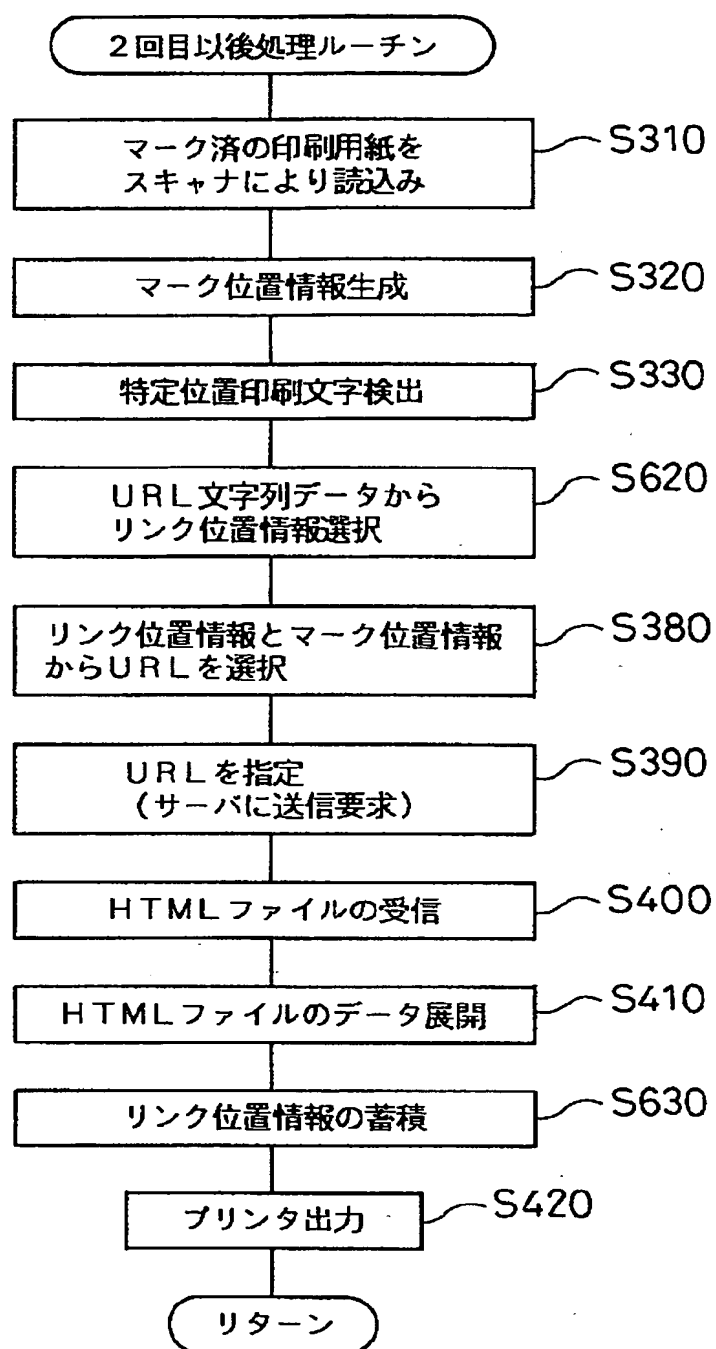 2回目以後処理ルーチン
マーク済の印刷用紙を
スキャナにより読込み
S310
マーク位置情報生成
S320
特定位置印刷文字検出
S330
URL文字列データから
リンク位置情報選択
S620
リンク位置情報とマーク位置情報
からURLを選択
S380
URLを指定
(サーバに送信要求)
S390
HTMLファイルの受信
S400
HTMLファイルのデータ展開
S410
リンク位置情報の蓄積
S630
プリンタ出力
S420
リターン